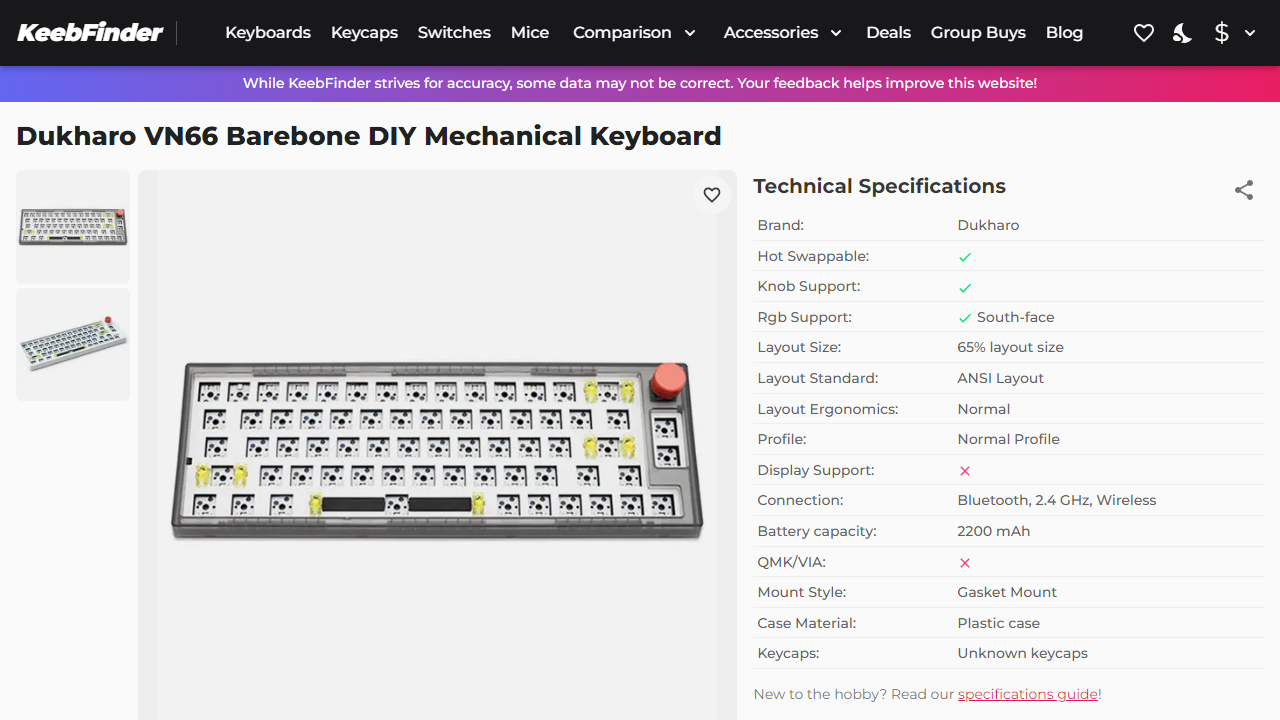 KeebFinder
Keyboards Keycaps Switches Mice Comparison Accessories Deals Group Buys Blog
While KeebFinder strives for accuracy, some data may not be correct. Your feedback helps improve this website!
Dukharo VN66 Barebone DIY Mechanical Keyboard
Technical Specifications
Brand: Dukharo
Hot Swappable:
Knob Support:
Rgb Support: South-face
Layout Size: 65% layout size
Layout Standard: ANSI Layout
Layout Ergonomics: Normal
Profile: Normal Profile
Display Support:
Connection: Bluetooth, 2.4 GHz, Wireless
Battery capacity: 2200 mAh
QMK/VIA:
Mount Style: Gasket Mount
Case Material: Plastic case
Keycaps: Unknown keycaps
New to the hobby? Read our specifications guide!